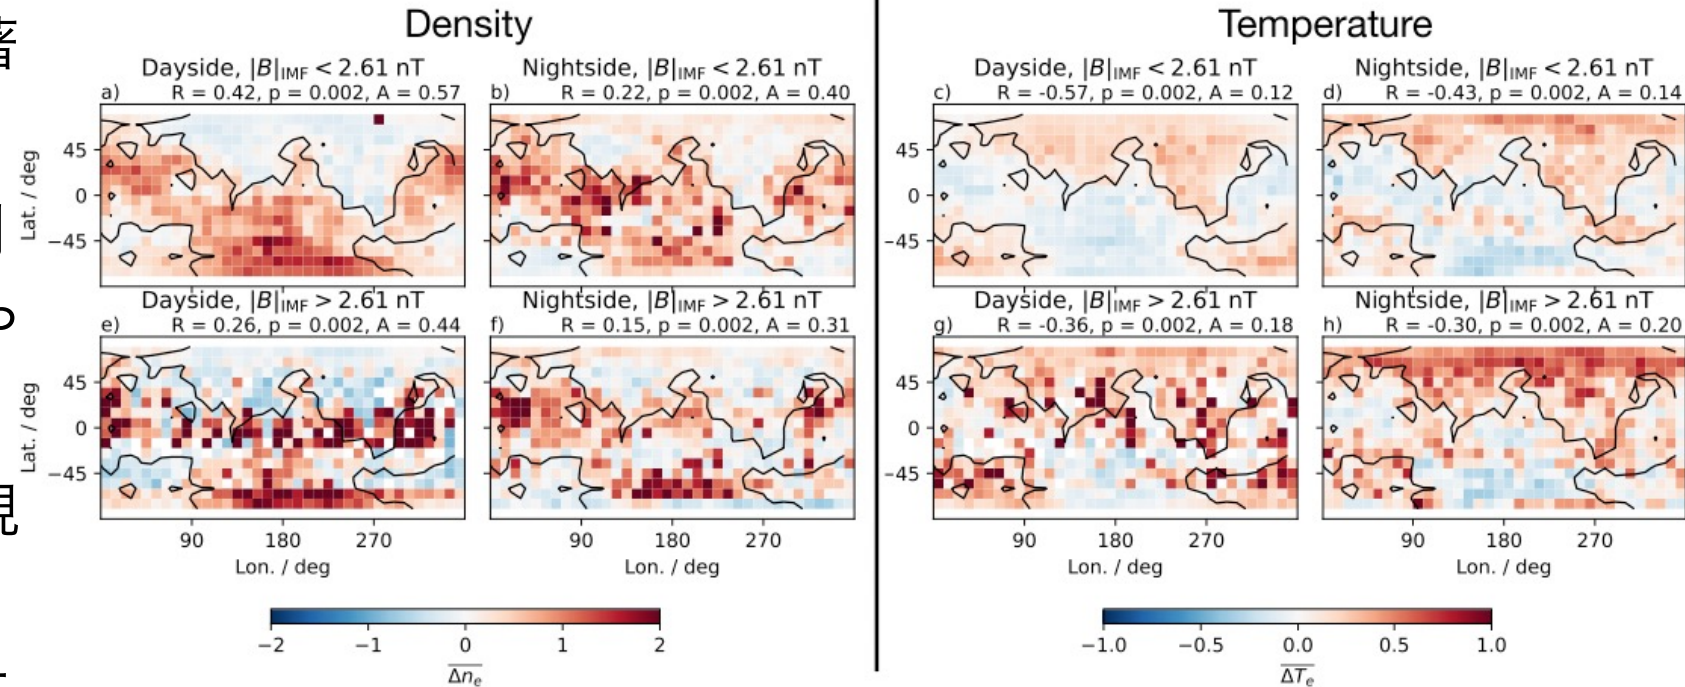 Density
Dayside, |B|IMF < 2.61 nT
a) R = 0.42, p = 0.002, A = 0.57
Nightside, |B|IMF < 2.61 nT
b) R = 0.22, p = 0.002, A = 0.40
Lat. / deg
45
0
−45
Dayside, |B|IMF > 2.61 nT
e) R = 0.26, p = 0.002, A = 0.44
Nightside, |B|IMF > 2.61 nT
f) R = 0.15, p = 0.002, A = 0.31
Lat. / deg
45
0
−45
90 180 270
90 180 270
Lon. / deg
Lon. / deg
−2 −1 0 1 2
Δnₑ
Temperature
Dayside, |B|IMF < 2.61 nT
c) R = -0.57, p = 0.002, A = 0.12
Nightside, |B|IMF < 2.61 nT
d) R = -0.43, p = 0.002, A = 0.14
45
0
−45
45
0
−45
Dayside, |B|IMF > 2.61 nT
g) R = -0.36, p = 0.002, A = 0.18
Nightside, |B|IMF > 2.61 nT
h) R = -0.30, p = 0.002, A = 0.20
90 180 270
90 180 270
Lon. / deg
Lon. / deg
−1.0 −0.5 0.0 0.5 1.0
ΔTₑ